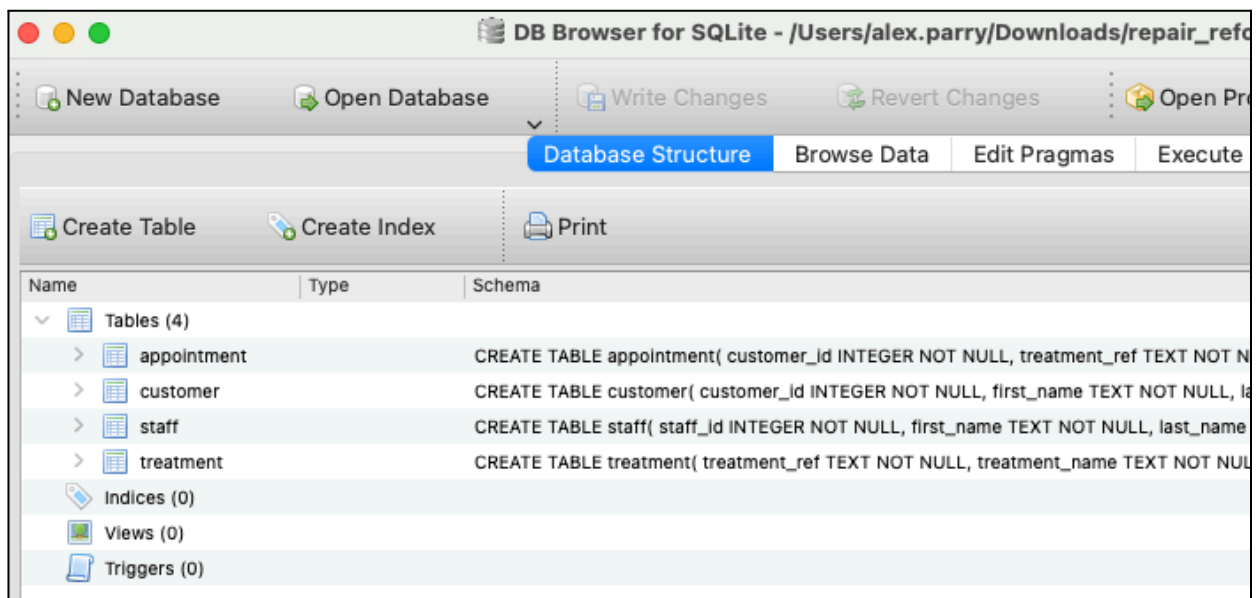 DB Browser for SQLite - /Users/alex.parry/Downloads/repair_refo
New Database Open Database Write Changes Revert Changes Open Pro
Database Structure Browse Data Edit Pragmas Execute
Create Table Create Index Print
Name Type Schema
Tables (4)
appointment CREATE TABLE appointment( customer_id INTEGER NOT NULL, treatment_ref TEXT NOT N
customer CREATE TABLE customer( customer_id INTEGER NOT NULL, first_name TEXT NOT NULL, la
staff CREATE TABLE staff( staff_id INTEGER NOT NULL, first_name TEXT NOT NULL, last_name
treatment CREATE TABLE treatment( treatment_ref TEXT NOT NULL, treatment_name TEXT NOT NUL
Indices (0)
Views (0)
Triggers (0)